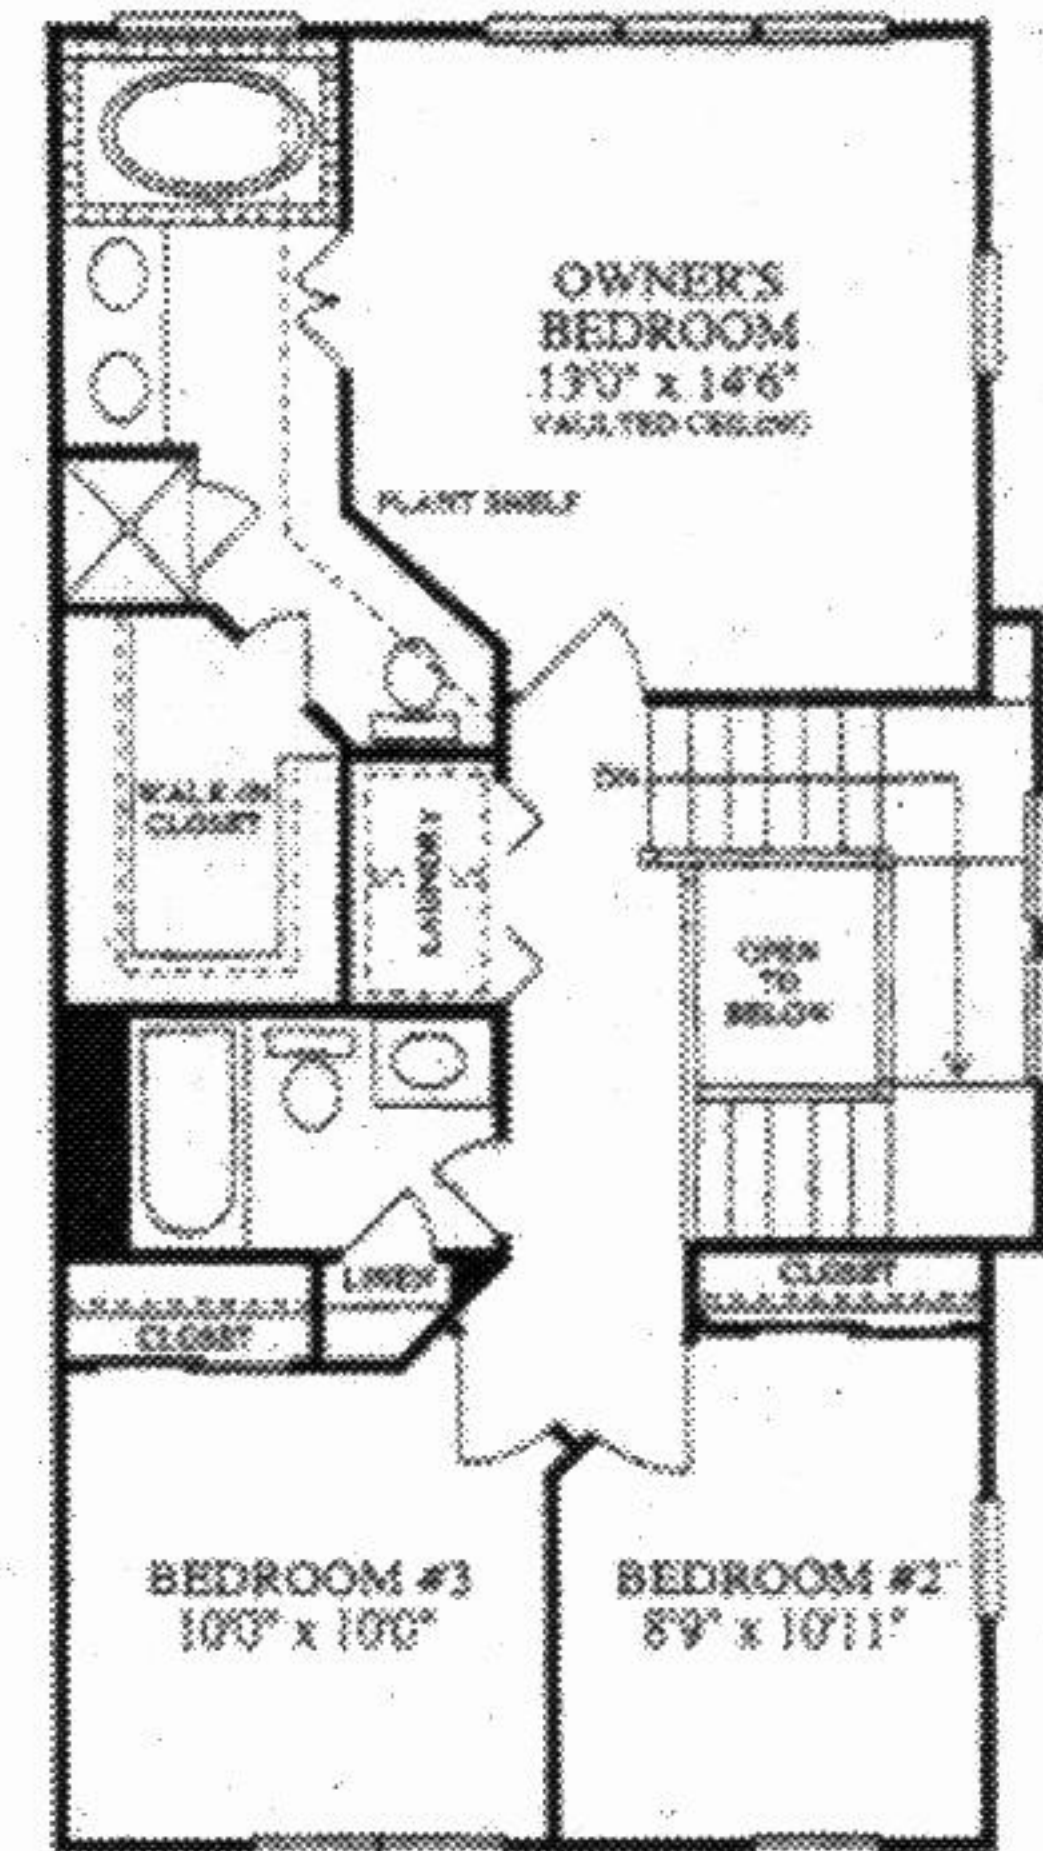 OWNER'S
BEDROOM
13'0" x 14'6"
VAULTED CEILING
PLANT SHELF
DN
WALK-IN
CLOSET
LAUNDRY
OPEN
TO
BELOW
LINEN
CLOSET
CLOSET
BEDROOM #3
10'0" x 10'0"
BEDROOM #2
8'9" x 10'11"